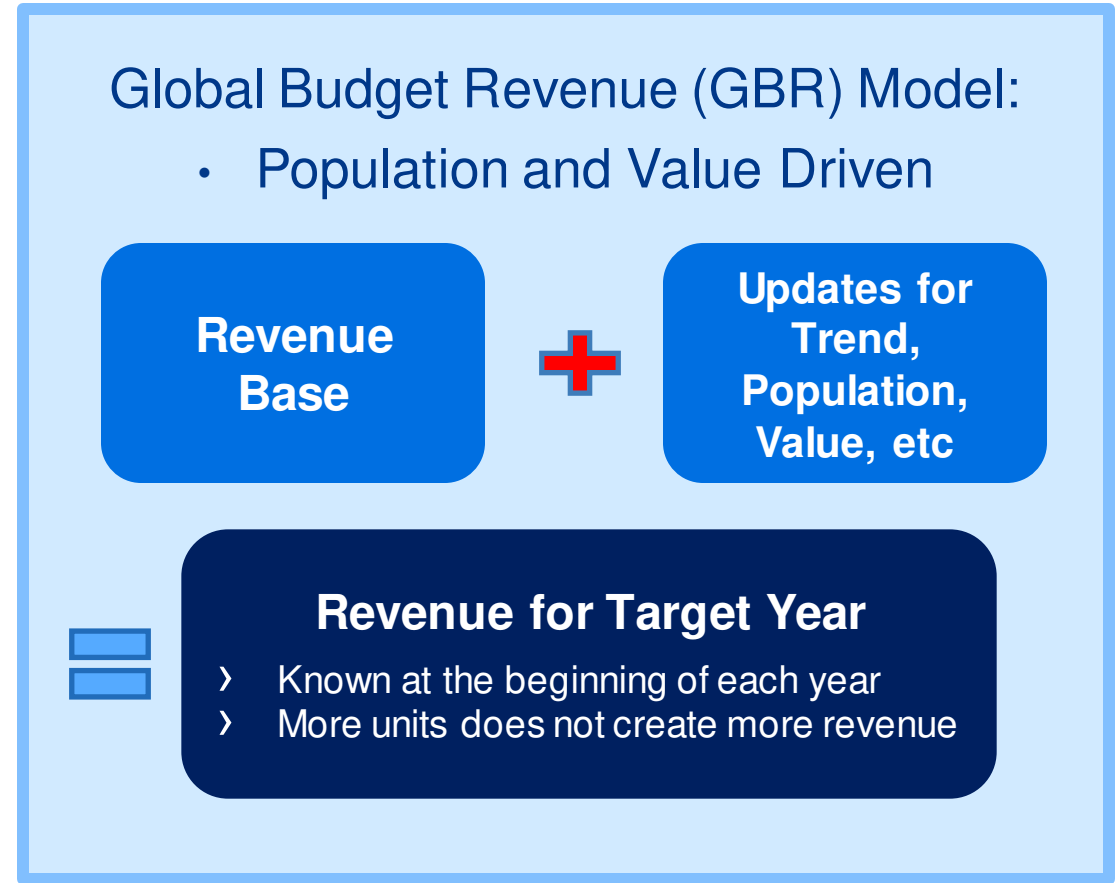 Global Budget Revenue (GBR) Model:
• Population and Value Driven
Revenue
Base
Updates for
Trend,
Population,
Value, etc
Revenue for Target Year
› Known at the beginning of each year
› More units does not create more revenue